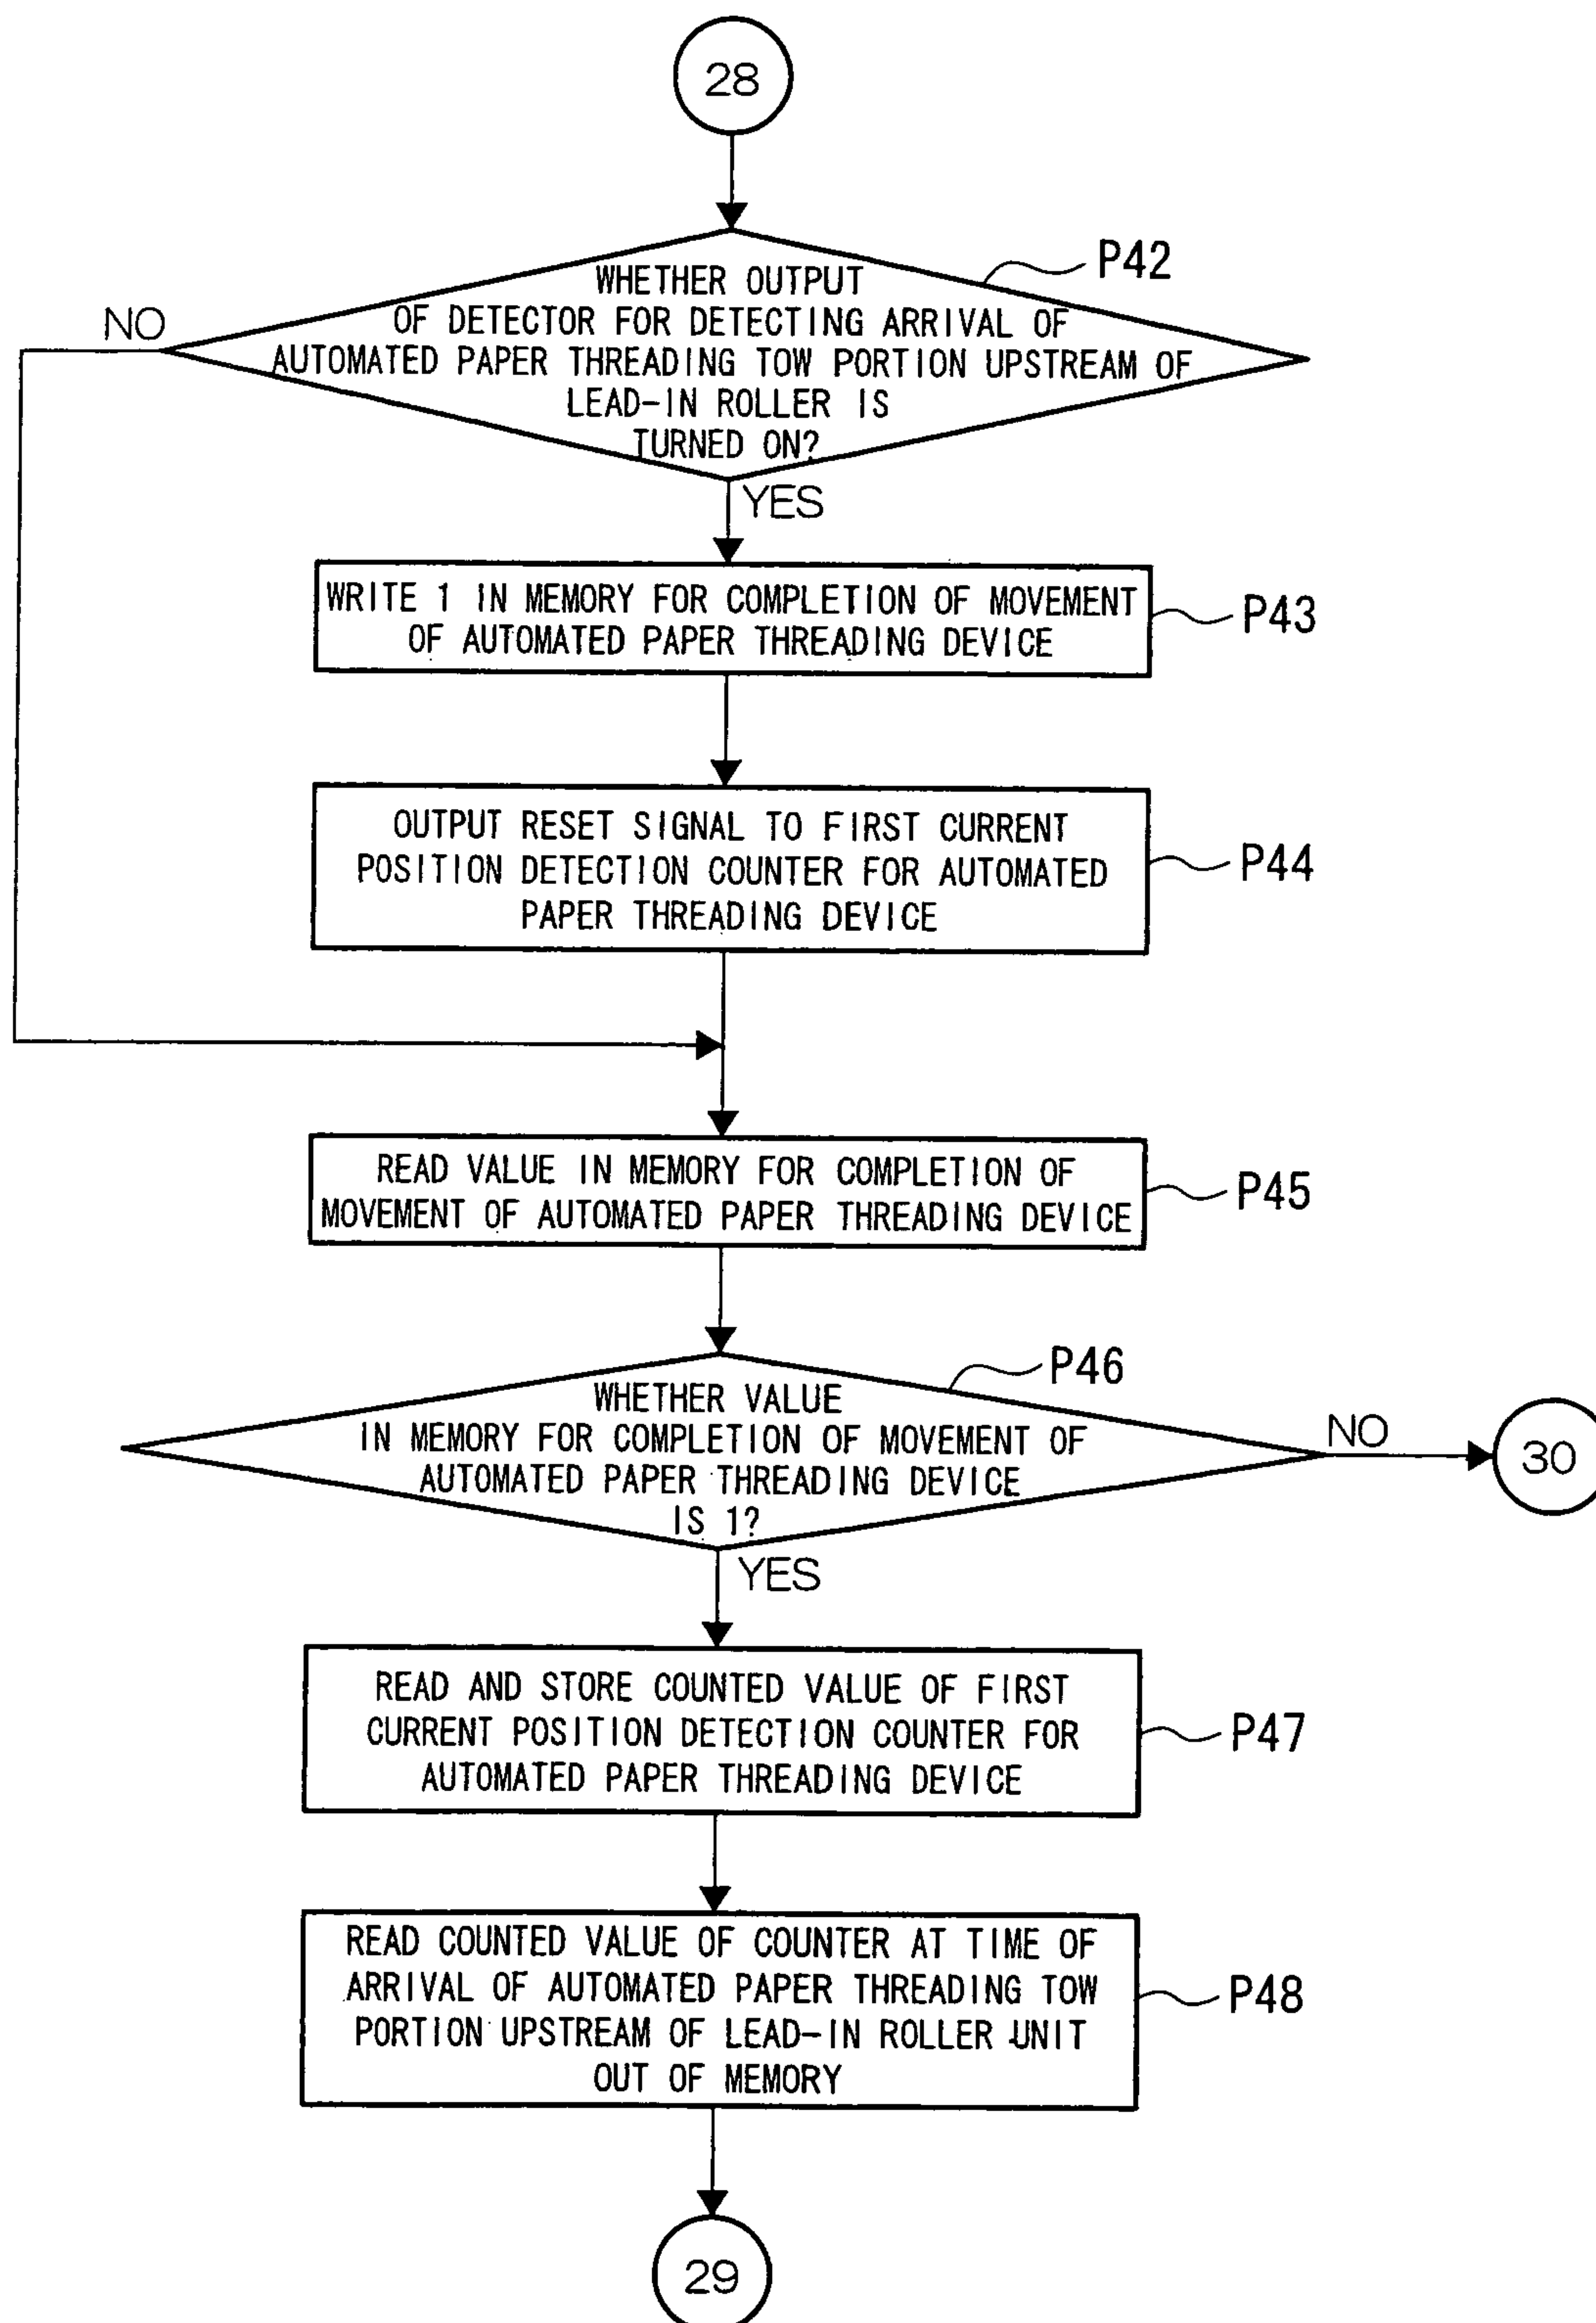 28
P42
WHETHER OUTPUT
OF DETECTOR FOR DETECTING ARRIVAL OF
AUTOMATED PAPER THREADING TOW PORTION UPSTREAM OF
LEAD-IN ROLLER IS
TURNED ON?
NO
YES
WRITE 1 IN MEMORY FOR COMPLETION OF MOVEMENT
OF AUTOMATED PAPER THREADING DEVICE
P43
OUTPUT RESET SIGNAL TO FIRST CURRENT
POSITION DETECTION COUNTER FOR AUTOMATED
PAPER THREADING DEVICE
P44
READ VALUE IN MEMORY FOR COMPLETION OF
MOVEMENT OF AUTOMATED PAPER THREADING DEVICE
P45
P46
WHETHER VALUE
IN MEMORY FOR COMPLETION OF MOVEMENT OF
AUTOMATED PAPER THREADING DEVICE
IS 1?
NO
30
YES
READ AND STORE COUNTED VALUE OF FIRST
CURRENT POSITION DETECTION COUNTER FOR
AUTOMATED PAPER THREADING DEVICE
P47
READ COUNTED VALUE OF COUNTER AT TIME OF
ARRIVAL OF AUTOMATED PAPER THREADING TOW
PORTION UPSTREAM OF LEAD-IN ROLLER UNIT
OUT OF MEMORY
P48
29